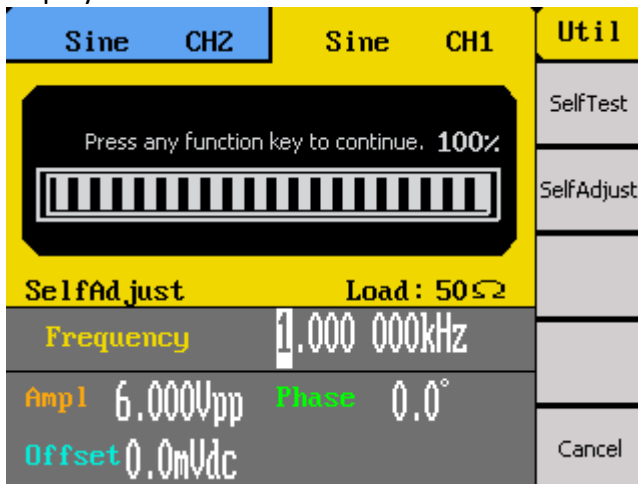 Sine CH2 Sine CH1 Util
SelfTest
Press any function key to continue. 100%
SelfAdjust
SelfAdjust Load: 50Ω
Frequency 1.000 000kHz
Ampl 6.000Vpp Phase 0.0°
Offset 0.0mVdc
Cancel